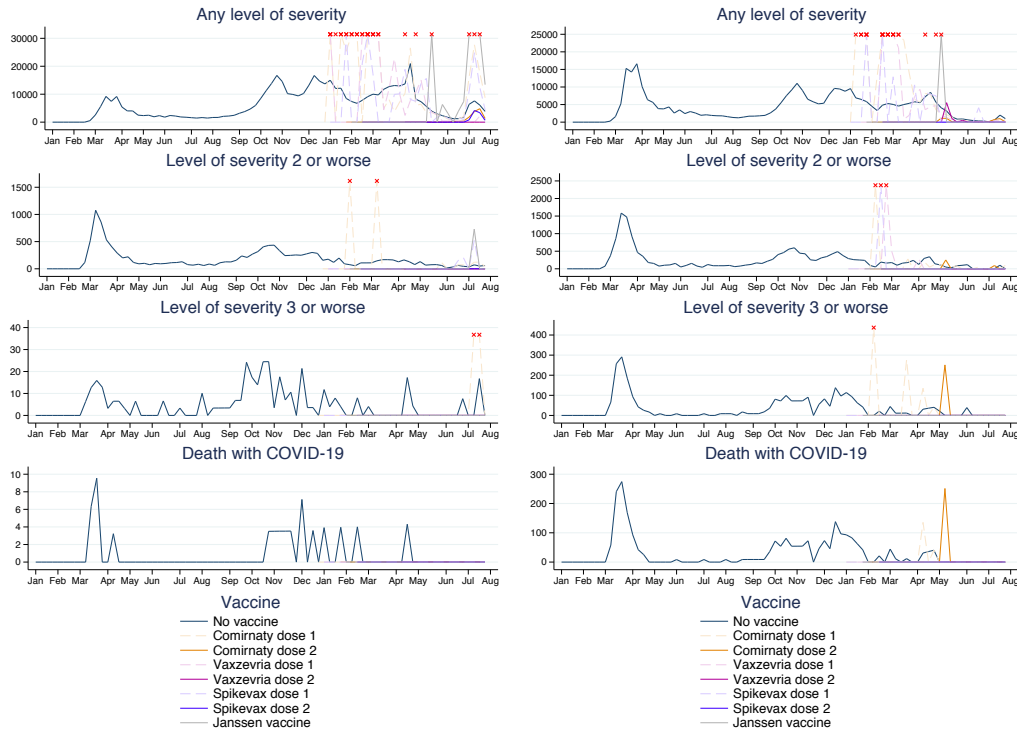 Any level of severity
30000
20000
10000
0
Jan Feb Mar Apr May Jun Jul Aug Sep Oct Nov Dec Jan Feb Mar Apr May Jun Jul Aug
Level of severity 2 or worse
1500
1000
500
0
Jan Feb Mar Apr May Jun Jul Aug Sep Oct Nov Dec Jan Feb Mar Apr May Jun Jul Aug
Level of severity 3 or worse
40
30
20
10
0
Jan Feb Mar Apr May Jun Jul Aug Sep Oct Nov Dec Jan Feb Mar Apr May Jun Jul Aug
Death with COVID-19
10
8
6
4
2
0
Jan Feb Mar Apr May Jun Jul Aug Sep Oct Nov Dec Jan Feb Mar Apr May Jun Jul Aug
Vaccine
No vaccine
Comirnaty dose 1
Comirnaty dose 2
Vaxzevria dose 1
Vaxzevria dose 2
Spikevax dose 1
Spikevax dose 2
Janssen vaccine
Any level of severity
25000
20000
15000
10000
5000
0
Jan Feb Mar Apr May Jun Jul Aug Sep Oct Nov Dec Jan Feb Mar Apr May Jun Jul Aug
Level of severity 2 or worse
2500
2000
1500
1000
500
0
Jan Feb Mar Apr May Jun Jul Aug Sep Oct Nov Dec Jan Feb Mar Apr May Jun Jul Aug
Level of severity 3 or worse
400
300
200
100
0
Jan Feb Mar Apr May Jun Jul Aug Sep Oct Nov Dec Jan Feb Mar Apr May Jun Jul Aug
Death with COVID-19
300
200
100
0
Jan Feb Mar Apr May Jun Jul Aug Sep Oct Nov Dec Jan Feb Mar Apr May Jun Jul Aug
Vaccine
No vaccine
Comirnaty dose 1
Comirnaty dose 2
Vaxzevria dose 1
Vaxzevria dose 2
Spikevax dose 1
Spikevax dose 2
Janssen vaccine